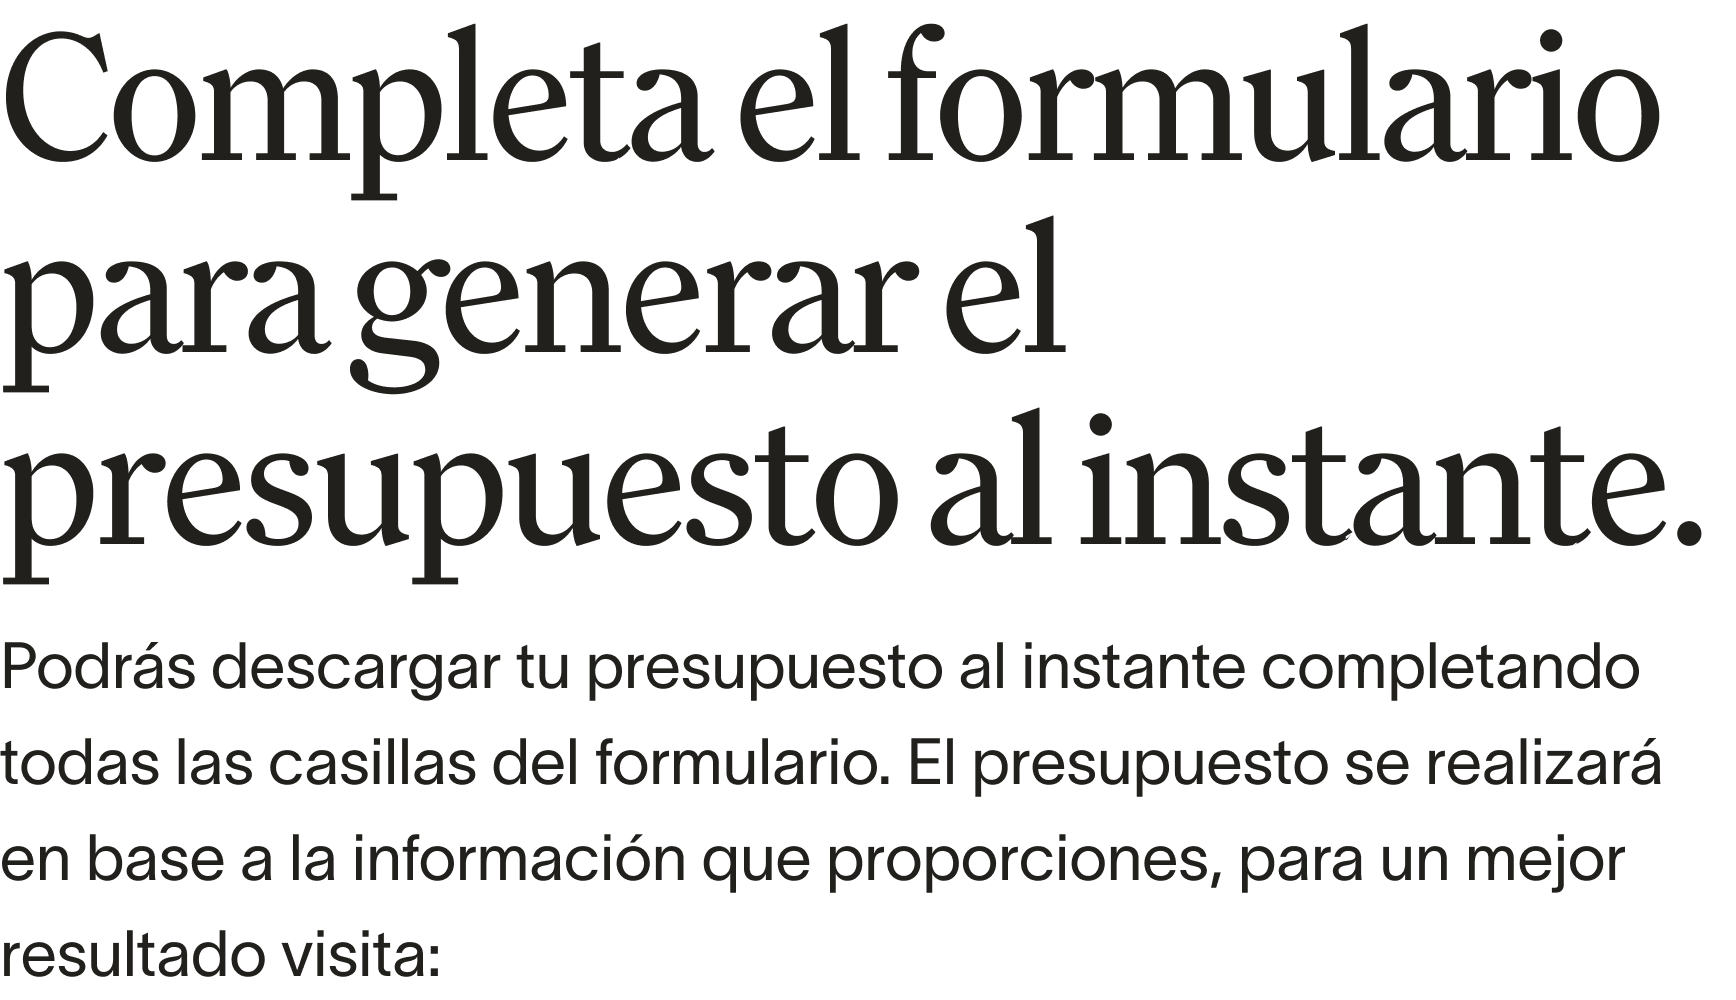 Completa el formulario
para generar el
presupuesto al instante.
Podrás descargar tu presupuesto al instante completando
todas las casillas del formulario. El presupuesto se realizará
en base a la información que proporciones, para un mejor
resultado visita: